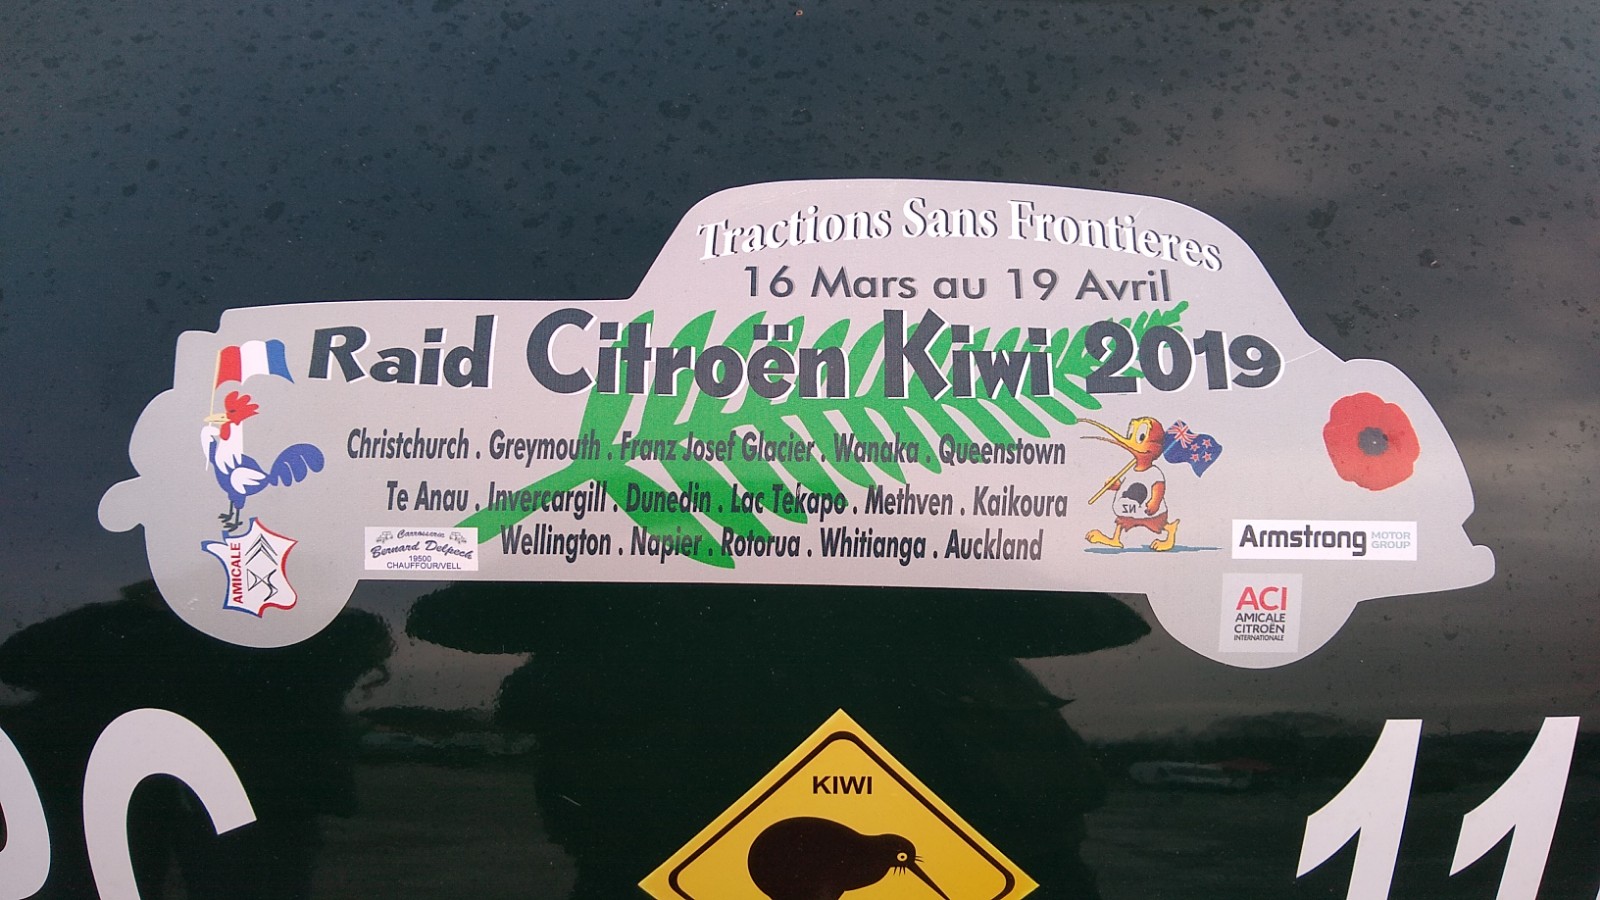 Tractions Sans Frontieres
16 Mars au 19 Avril
Raid Citroën Kiwi 2019
Christchurch . Greymouth . Franz Josef Glacier . Wanaka . Queenstown
Te Anau . Invercargill . Dunedin . Lac Tekapo . Methven . Kaikoura
Wellington . Napier . Rotorua . Whitianga . Auckland
NZ
AMICALE
Carrosserie
Bernard Delpech
19500
CHAUFFOUR/VELL
Armstrong MOTOR GROUP
ACI
AMICALE
CITROËN
INTERNATIONALE
KIWI
C
11